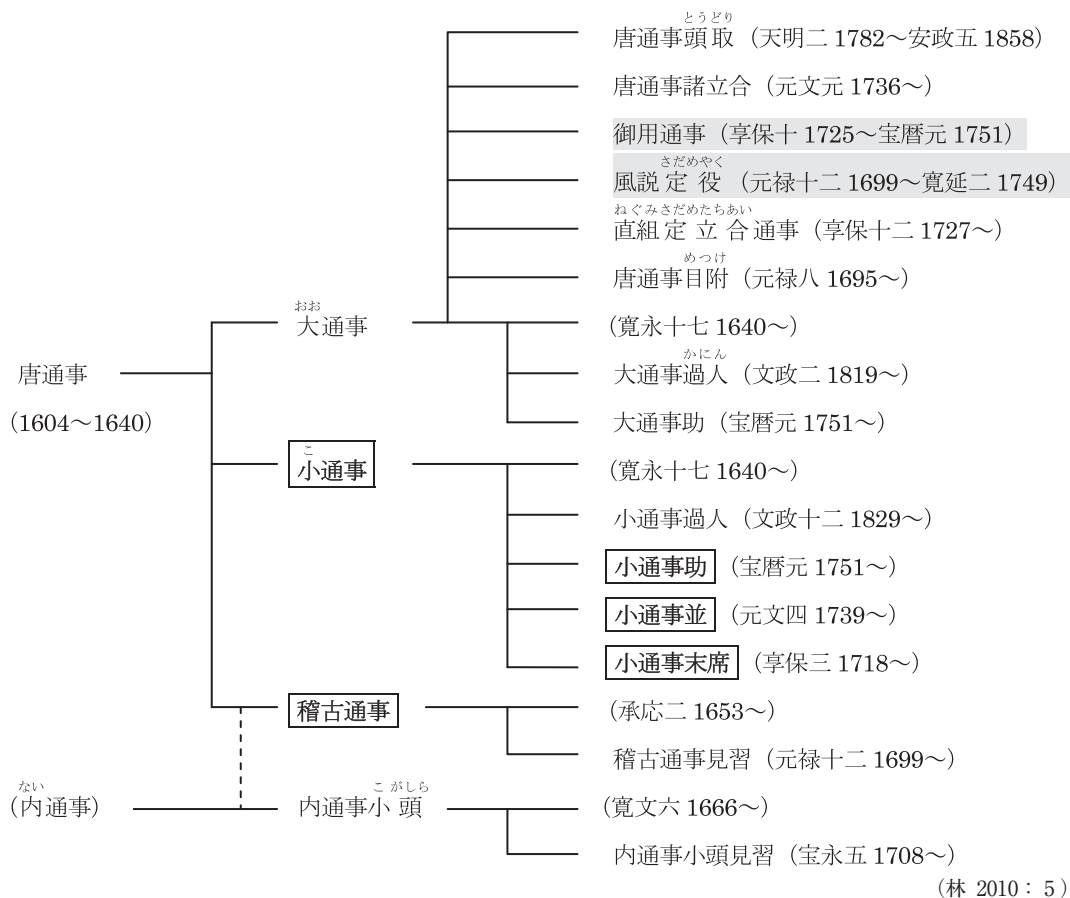 とうどり
唐通事頭取（天明二 1782～安政五 1858）
唐通事諸立合（元文元 1736～）
御用通事（享保十 1725～宝暦元 1751）
さだめやく
風説定役（元禄十二 1699～寛延二 1749）
ねぐみさだめたちあい
直組定立合通事（享保十二 1727～）
めつけ
唐通事目附（元禄八 1695～）
おお
大通事
（寛永十七 1640～）
唐通事
（1604～1640）
かにん
大通事過人（文政二 1819～）
大通事助（宝暦元 1751～）
こ
小通事
（寛永十七 1640～）
小通事過人（文政十二 1829～）
小通事助（宝暦元 1751～）
小通事並（元文四 1739～）
小通事末席（享保三 1718～）
稽古通事
（承応二 1653～）
稽古通事見習（元禄十二 1699～）
ない
（内通事）
こがしら
内通事小頭
（寛文六 1666～）
内通事小頭見習（宝永五 1708～）
（林 2010：5）